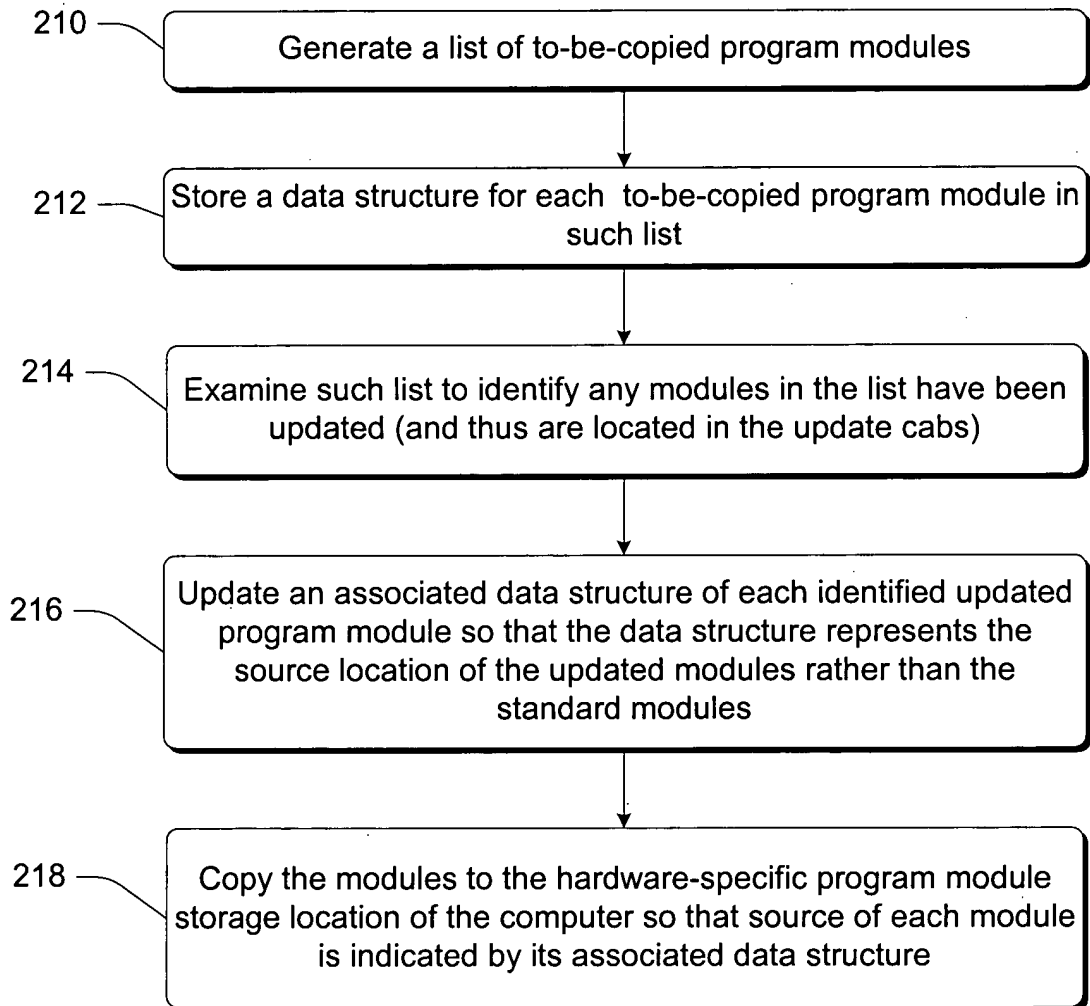 210
Generate a list of to-be-copied program modules
212
Store a data structure for each to-be-copied program module in
such list
214
Examine such list to identify any modules in the list have been
updated (and thus are located in the update cabs)
216
Update an associated data structure of each identified updated
program module so that the data structure represents the
source location of the updated modules rather than the
standard modules
218
Copy the modules to the hardware-specific program module
storage location of the computer so that source of each module
is indicated by its associated data structure